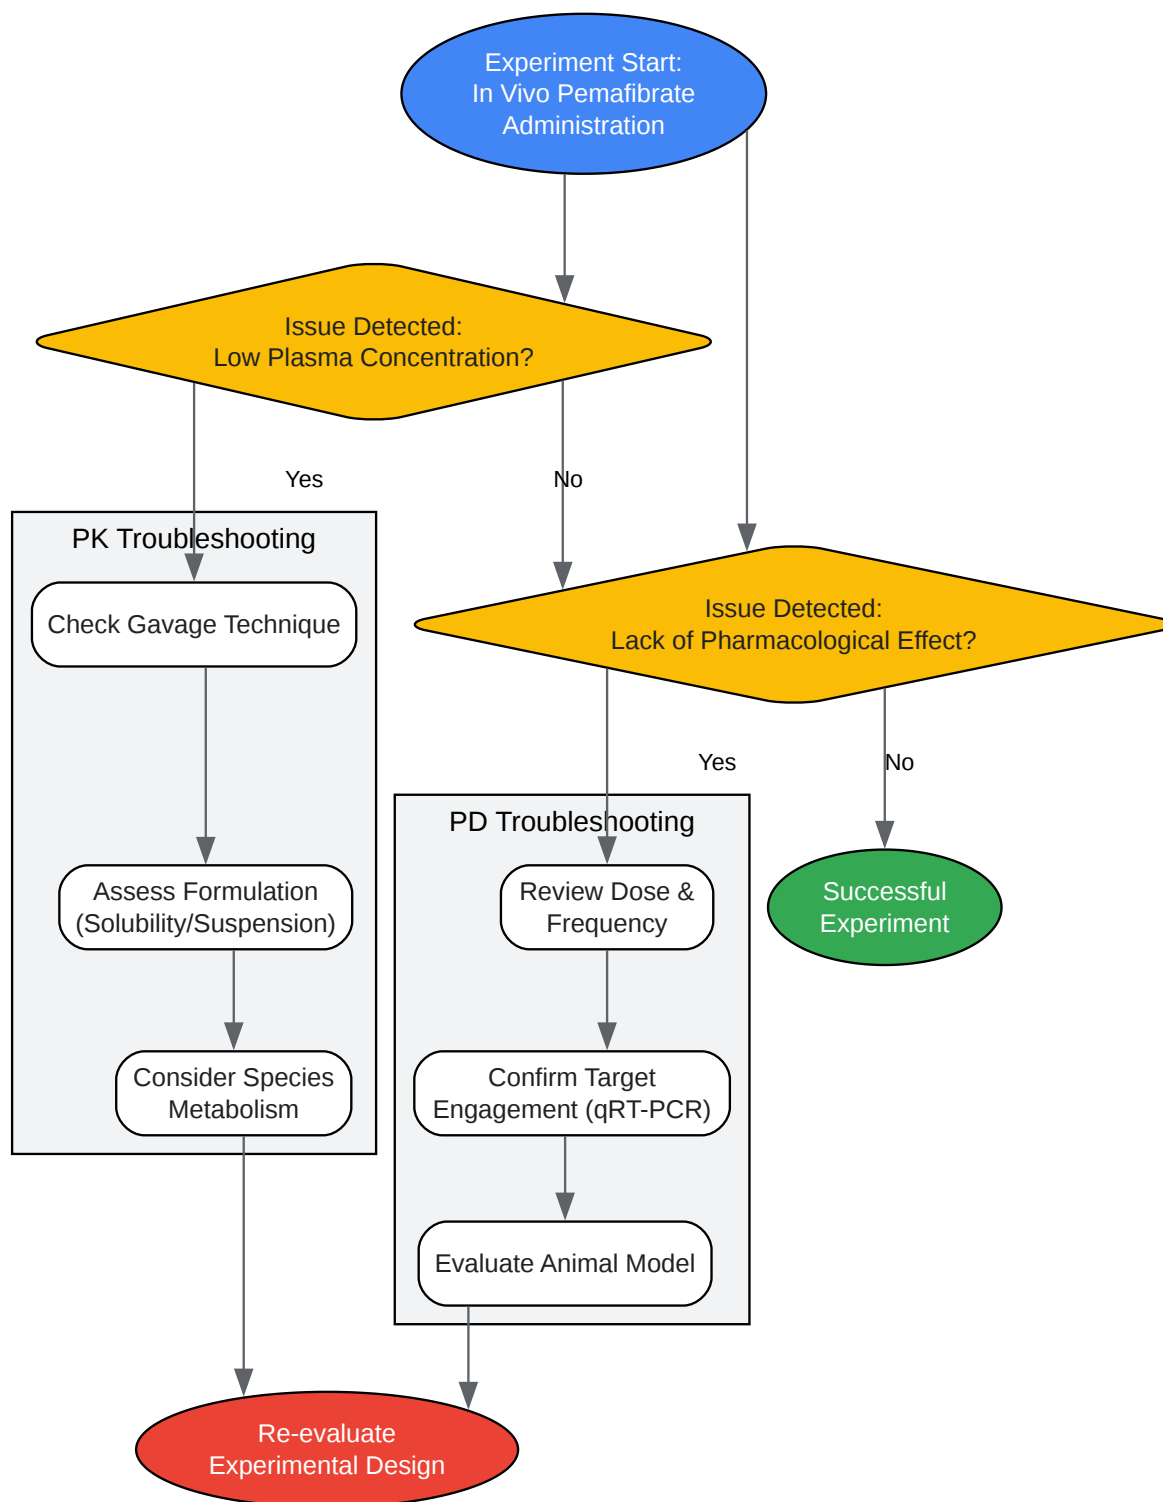 Experiment Start:
In Vivo Pemafibrate
Administration
Issue Detected:
Low Plasma Concentration?
Yes
No
PK Troubleshooting
Check Gavage Technique
Issue Detected:
Lack of Pharmacological Effect?
Yes
No
PD Troubleshooting
Assess Formulation
(Solubility/Suspension)
Review Dose &
Frequency
Successful
Experiment
Consider Species
Metabolism
Confirm Target
Engagement (qRT-PCR)
Evaluate Animal Model
Re-evaluate
Experimental Design